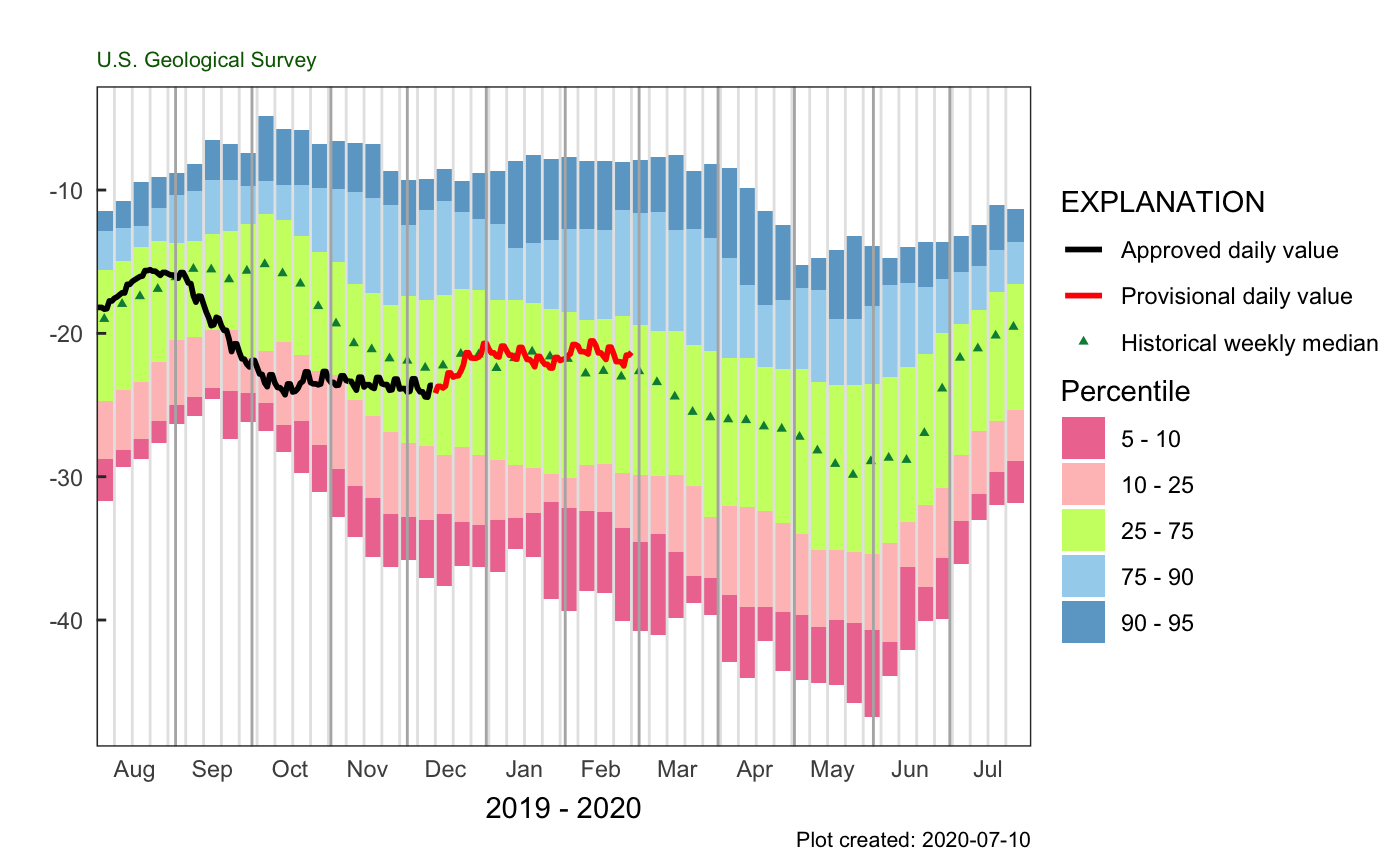 U.S. Geological Survey
-10
-20
-30
-40
Aug Sep Oct Nov Dec Jan Feb Mar Apr May Jun Jul
2019 - 2020
Plot created: 2020-07-10
EXPLANATION
Approved daily value
Provisional daily value
Historical weekly median
Percentile
5 - 10
10 - 25
25 - 75
75 - 90
90 - 95